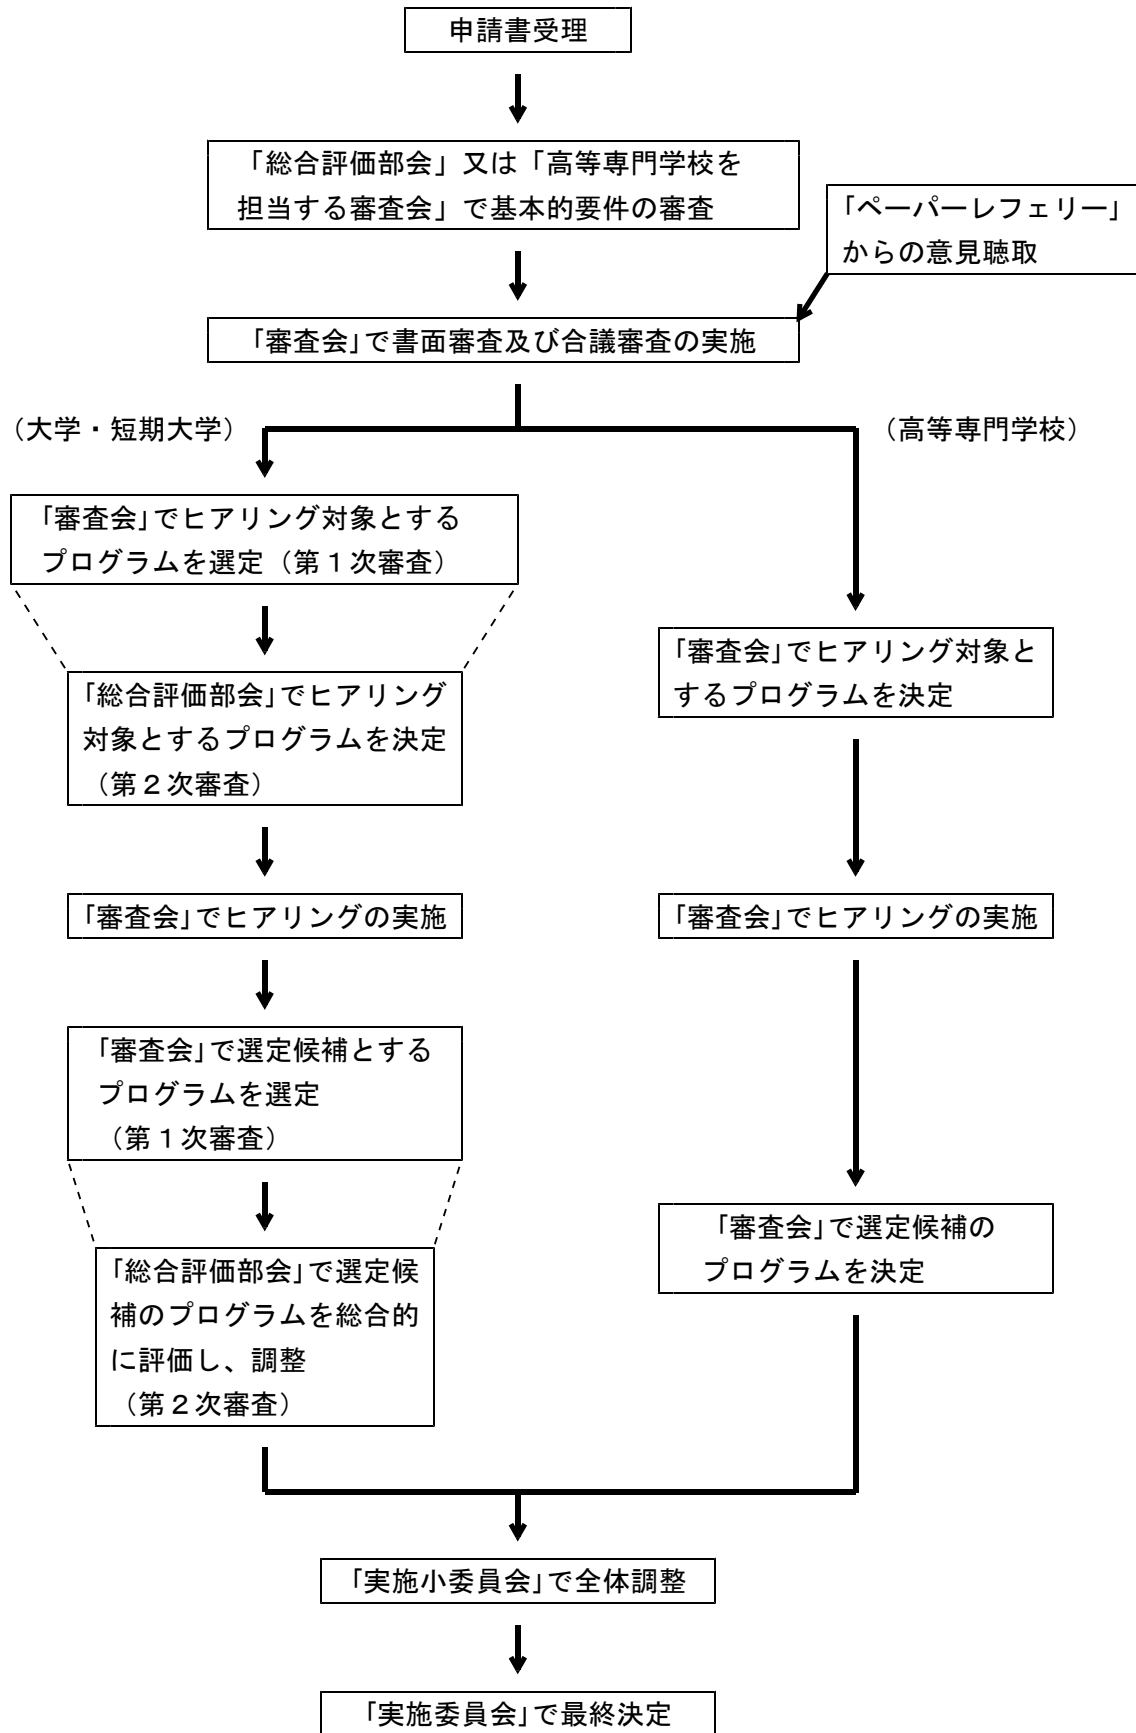 申請書受理
「総合評価部会」又は「高等専門学校を
担当する審査会」で基本的要件の審査
「ペーパーレフェリー」
からの意見聴取
「審査会」で書面審査及び合議審査の実施
（大学・短期大学）
（高等専門学校）
「審査会」でヒアリング対象とする
プログラムを選定（第１次審査）
「総合評価部会」でヒアリング
対象とするプログラムを決定
（第２次審査）
「審査会」でヒアリングの実施
「審査会」で選定候補とする
プログラムを選定
（第１次審査）
「総合評価部会」で選定候
補のプログラムを総合的
に評価し、調整
（第２次審査）
「審査会」でヒアリング対象と
するプログラムを決定
「審査会」でヒアリングの実施
「審査会」で選定候補の
プログラムを決定
「実施小委員会」で全体調整
「実施委員会」で最終決定